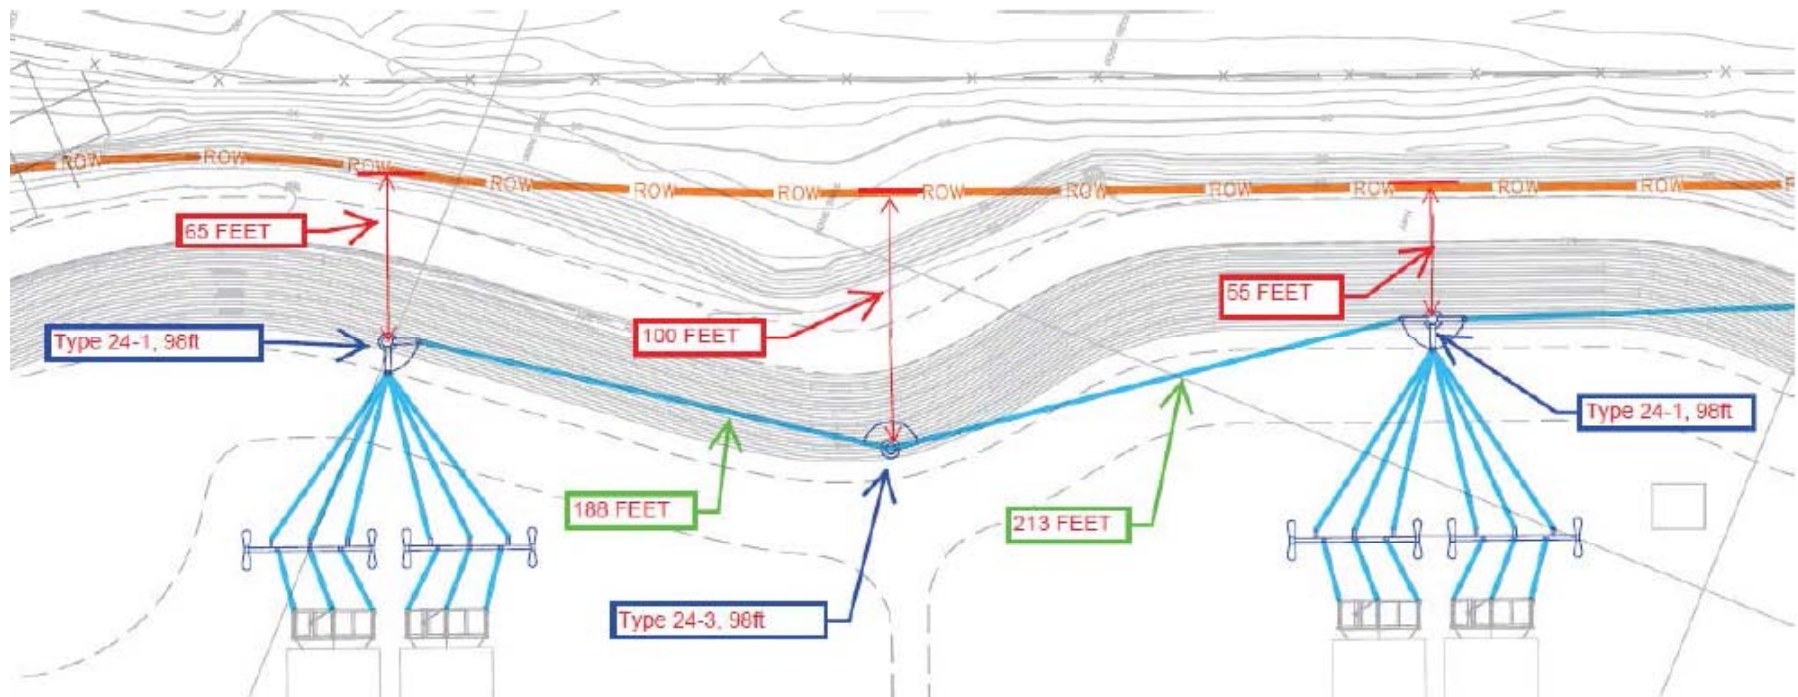 ROW ROW ROW ROW ROW ROW ROW ROW ROW ROW ROW ROW
65 FEET
55 FEET
100 FEET
Type 24-1, 98ft
Type 24-1, 98ft
188 FEET
213 FEET
Type 24-3, 98ft